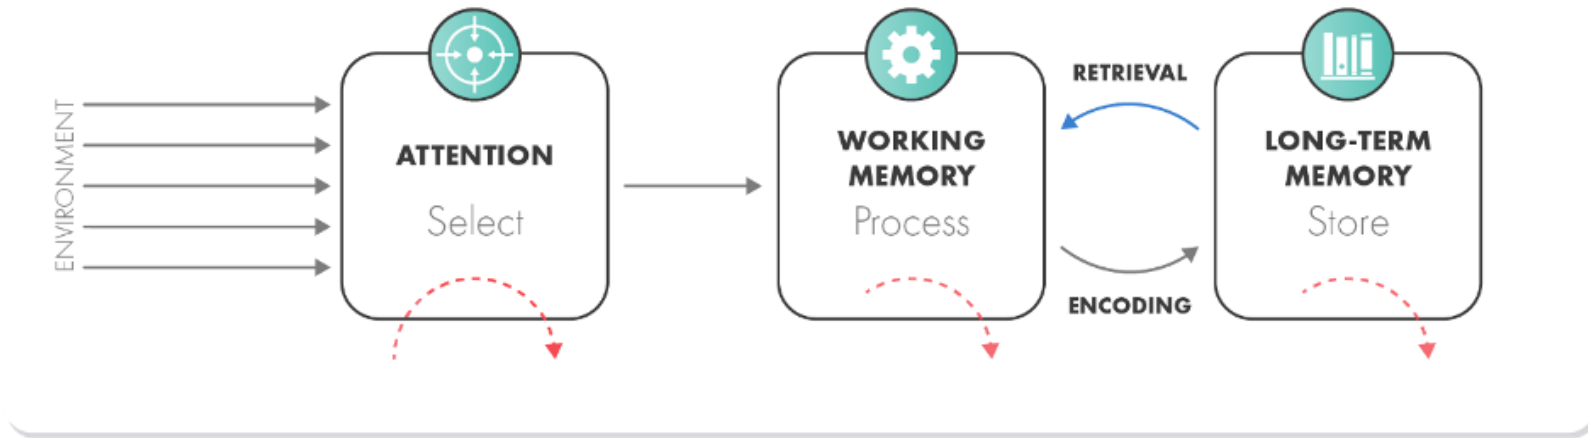 ENVIRONMENT
ATTENTION
Select
WORKING
MEMORY
Process
RETRIEVAL
ENCODING
LONG-TERM
MEMORY
Store